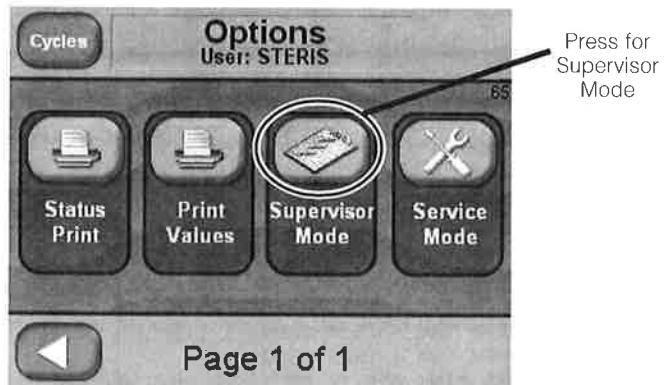 Cycles
Options
User: STERIS
65
Press for
Supervisor
Mode
Status
Print
Print
Values
Supervisor
Mode
Service
Mode
Page 1 of 1